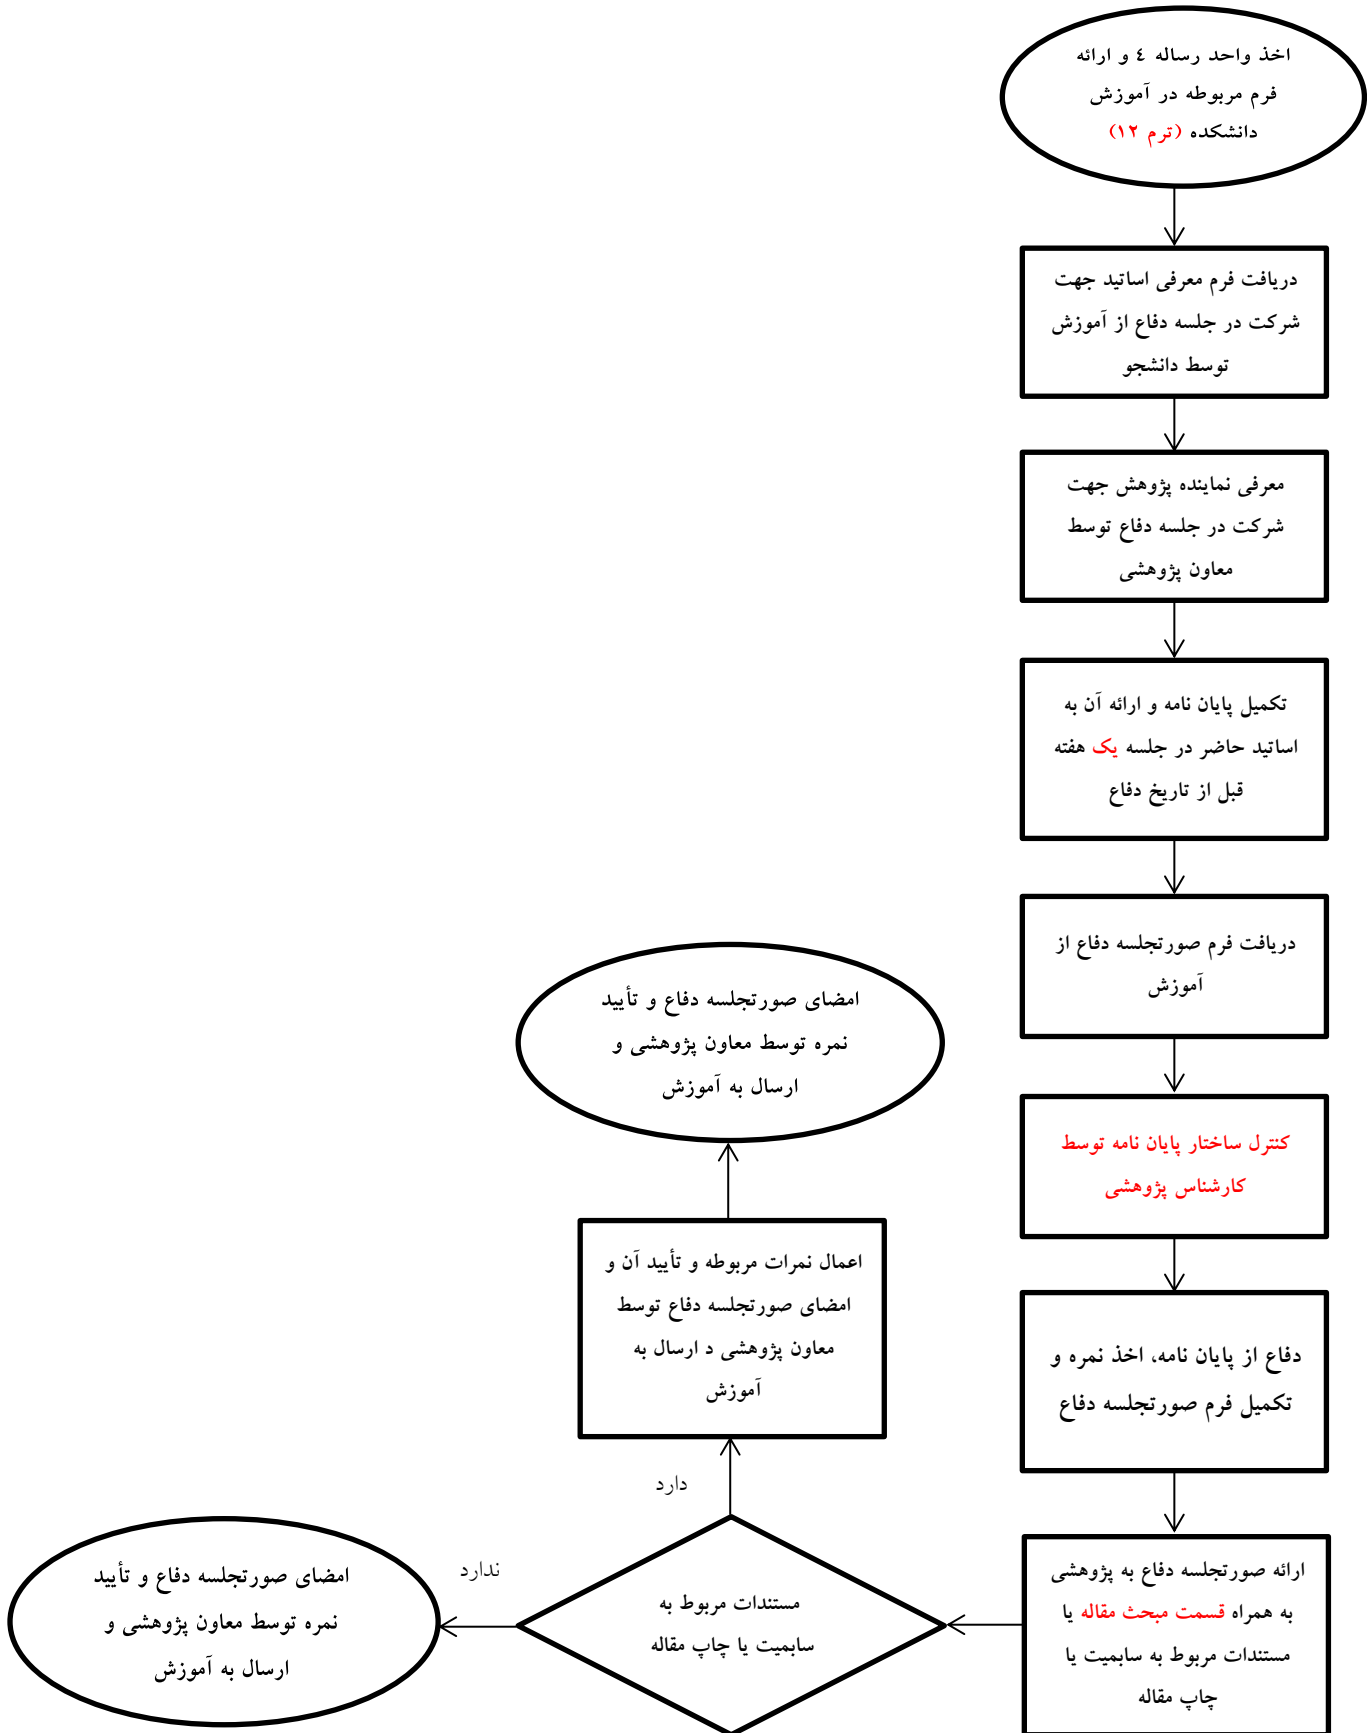 اخذ واحد رساله ٤ و ارائه
فرم مربوطه در آموزش
دانشکده (ترم ۱۲)
دریافت فرم معرفی اساتید جهت
شرکت در جلسه دفاع از آموزش
توسط دانشجو
معرفی نماینده پژوهش جهت
شرکت در جلسه دفاع توسط
معاون پژوهشی
تکمیل پایان نامه و ارائه آن به
اساتید حاضر در جلسه یک هفته
قبل از تاریخ دفاع
دریافت فرم صورتجلسه دفاع از
آموزش
کنترل ساختار پایان نامه توسط
کارشناس پژوهشی
دفاع از پایان نامه، اخذ نمره و
تکمیل فرم صورتجلسه دفاع
ارائه صورتجلسه دفاع به پژوهشی
به همراه قسمت مبحث مقاله یا
مستندات مربوط به سابمیت یا
چاپ مقاله
مستندات مربوط به
سابمیت یا چاپ مقاله
دارد
اعمال نمرات مربوطه و تأیید آن و
امضای صورتجلسه دفاع توسط
معاون پژوهشی د ارسال به
آموزش
امضای صورتجلسه دفاع و تأیید
نمره توسط معاون پژوهشی و
ارسال به آموزش
ندارد
امضای صورتجلسه دفاع و تأیید
نمره توسط معاون پژوهشی و
ارسال به آموزش